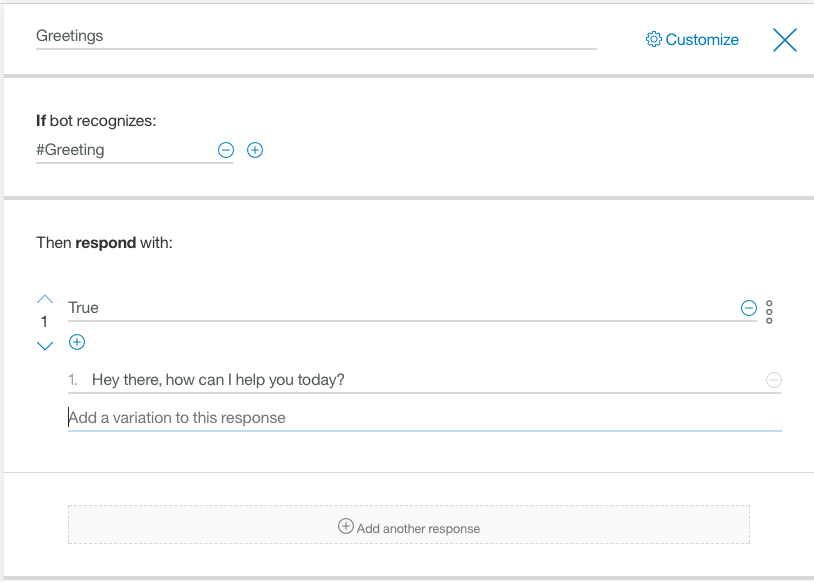 Greetings
Customize
If bot recognizes:
#Greeting
Then respond with:
True
1
1. Hey there, how can I help you today?
Add a variation to this response
Add another response